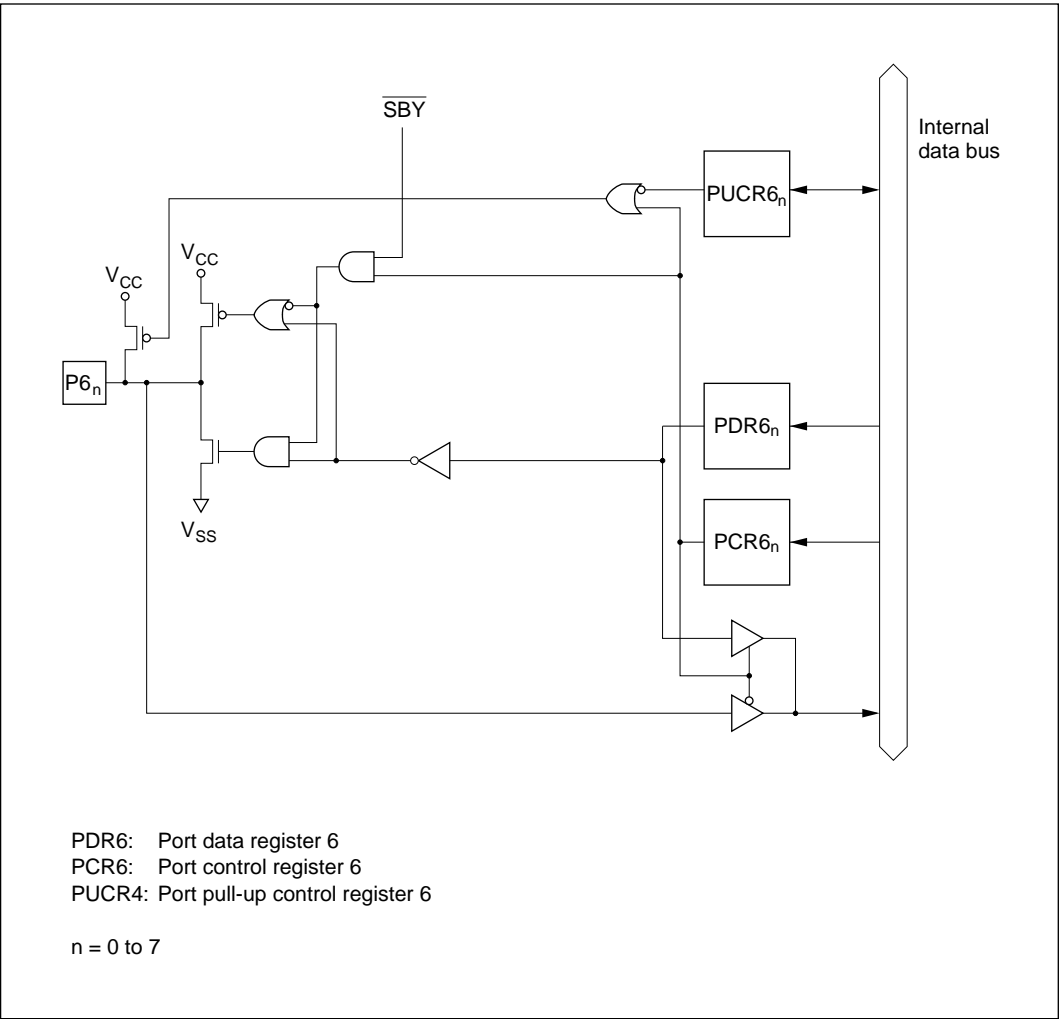 SBY
Internal
data bus
PUCR6n
VCC
VCC
P6n
PDR6n
VSS
PCR6n
PDR6: Port data register 6
PCR6: Port control register 6
PUCR4: Port pull-up control register 6
n = 0 to 7